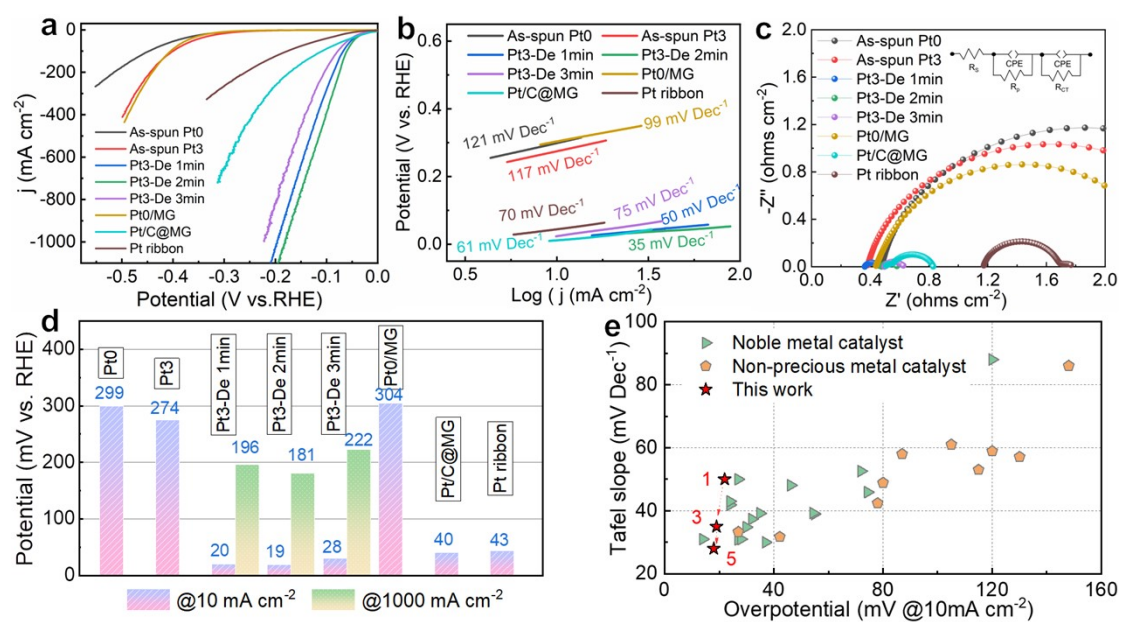 a
j (mA cm⁻²)
0
-200
-400
-600
-800
-1000
As-spun Pt0
As-spun Pt3
Pt3-De 1min
Pt3-De 2min
Pt3-De 3min
Pt0/MG
Pt/C@MG
Pt ribbon
-0.5 -0.4 -0.3 -0.2 -0.1 0.0
Potential (V vs.RHE)
b
Potential (V vs. RHE)
0.6
0.4
0.2
0.0
As-spun Pt0 As-spun Pt3
Pt3-De 1min Pt3-De 2min
Pt3-De 3min Pt0/MG
Pt/C@MG Pt ribbon
121 mV Dec⁻¹
99 mV Dec⁻¹
117 mV Dec⁻¹
70 mV Dec⁻¹
75 mV Dec⁻¹
50 mV Dec⁻¹
61 mV Dec⁻¹
35 mV Dec⁻¹
0.5 1.0 1.5 2.0
Log ( j (mA cm⁻²)
c
-Z'' (ohms cm⁻²)
2.0
1.6
1.2
0.8
0.4
0.0
As-spun Pt0
As-spun Pt3
Pt3-De 1min
Pt3-De 2min
Pt3-De 3min
Pt0/MG
Pt/C@MG
Pt ribbon
CPE CPE
Rs Rp RCT
0.0 0.4 0.8 1.2 1.6 2.0
Z' (ohms cm⁻²)
d
Potential (mV vs. RHE)
400
300
200
100
0
Pt0
299
Pt3
274
Pt3-De 1min
20
196
Pt3-De 2min
19
181
Pt3-De 3min
28
222
Pt0/MG
304
Pt/C@MG
40
Pt ribbon
43
@10 mA cm⁻² @1000 mA cm⁻²
e
Tafel slope (mV Dec⁻¹)
100
80
60
40
20
Noble metal catalyst
Non-precious metal catalyst
This work
1
3
5
0 40 80 120 160
Overpotential (mV @10mA cm⁻²)